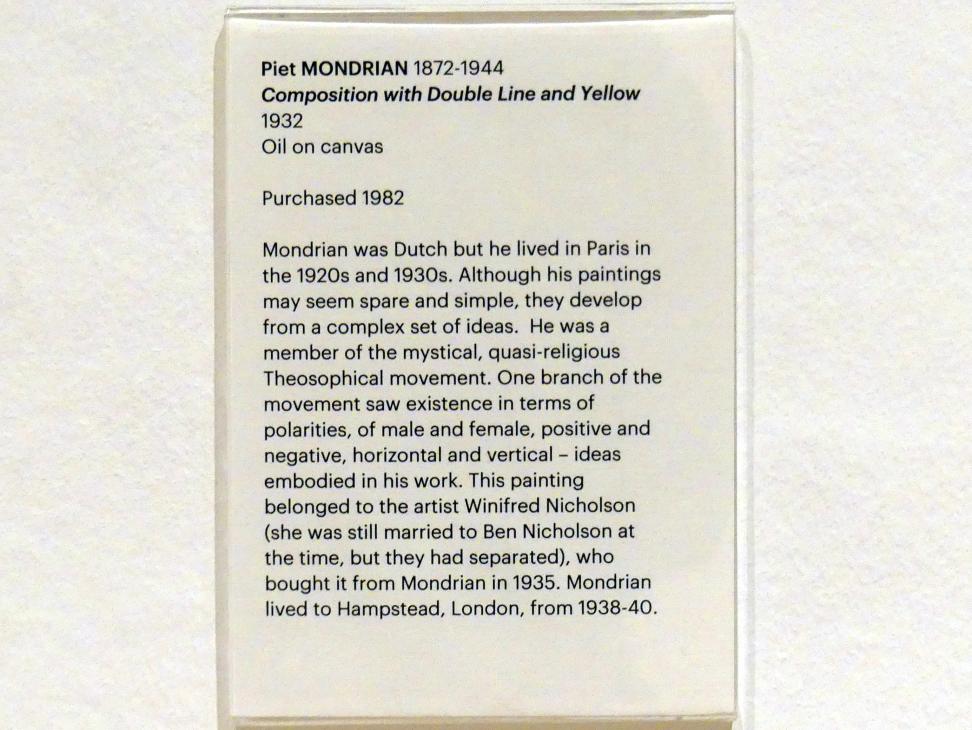 Piet MONDRIAN 1872-1944
Composition with Double Line and Yellow
1932
Oil on canvas
Purchased 1982
Mondrian was Dutch but he lived in Paris in
the 1920s and 1930s. Although his paintings
may seem spare and simple, they develop
from a complex set of ideas.  He was a
member of the mystical, quasi-religious
Theosophical movement. One branch of the
movement saw existence in terms of
polarities, of male and female, positive and
negative, horizontal and vertical – ideas
embodied in his work. This painting
belonged to the artist Winifred Nicholson
(she was still married to Ben Nicholson at
the time, but they had separated), who
bought it from Mondrian in 1935. Mondrian
lived to Hampstead, London, from 1938-40.